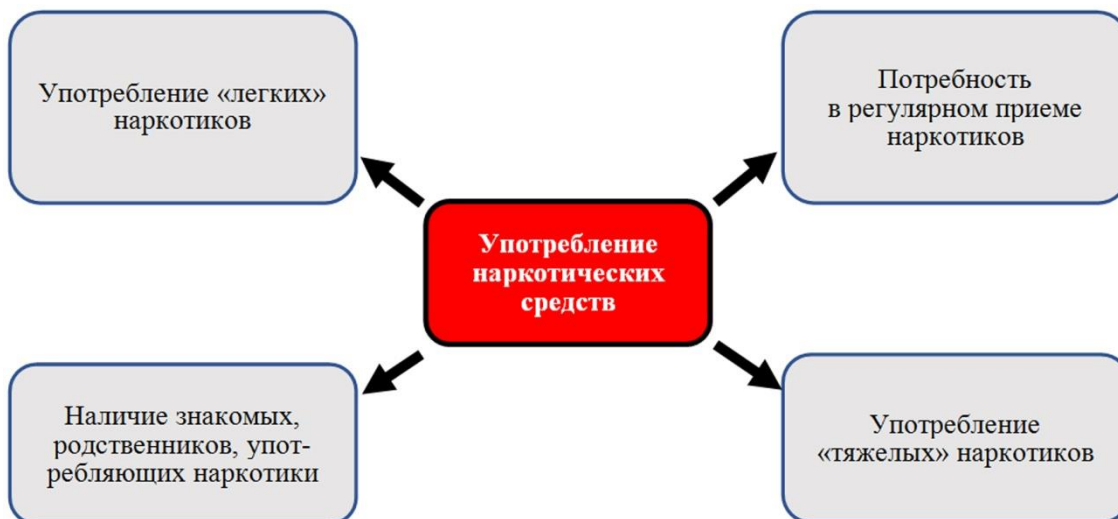 Употребление «легких»
наркотиков
Потребность
в регулярном приеме
наркотиков
Употребление
наркотических
средств
Наличие знакомых,
родственников, упот-
ребляющих наркотики
Употребление
«тяжелых» наркотиков